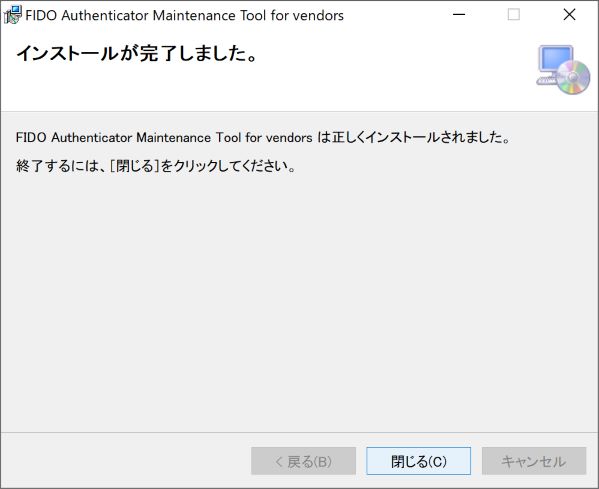 FIDO Authenticator Maintenance Tool for vendors
インストールが完了しました。
FIDO Authenticator Maintenance Tool for vendors は正しくインストールされました。
終了するには、[閉じる]をクリックしてください。
< 戻る(B) 閉じる(C) キャンセル